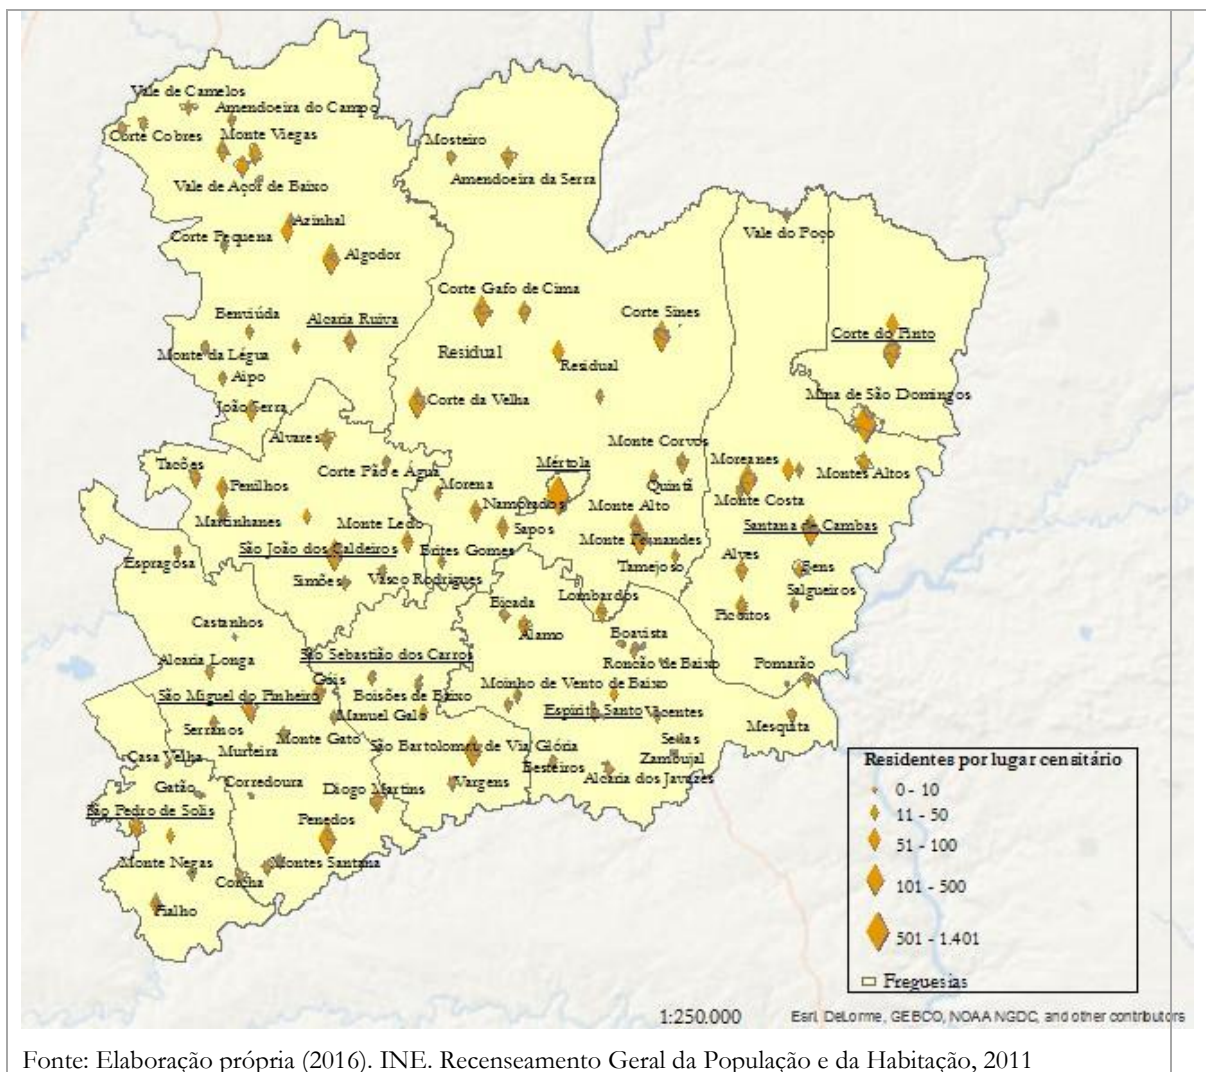 Vale de Camelos
Amendoeira do Campo
Corte Cobres
Monte Viegas
Mosteiro
Vale de Açor de Baixo
Amendoeira da Serra
Azinhal
Corte Pequena
Vale do Poço
Algodor
Corte Gafo de Cima
Benviúda
Alcaria Ruiva
Corte Sines
Corte do Pinto
Monte da Légua
Residual
Residual
Aipo
Mina de São Domingos
João Serra
Corte da Velha
Álvares
Monte Corvos
Tacões
Corte Pão e Água
Mértola
Moreanes
Montes Altos
Penilhos
Morena
Quintã
Monte Costa
Namorados
Monte Alto
Martinhanes
Monte Ledo
Sapos
Santana de Cambas
São João dos Caldeiros
Brites Gomes
Monte Fernandes
Alves
Espragosa
Tamejoso
Bens
Simões
Vasco Rodrigues
Lombardos
Salgueiros
Bicada
Picoitos
Castanhos
Álamo
Boavista
São Sebastião dos Carros
Alcaria Longa
Roncão de Baixo
Pomarão
Góis
Moinho de Vento de Baixo
São Miguel do Pinheiro
Boisões de Baixo
Manuel Galo
Espírito Santo
Vicentes
Mesquita
Serranos
Monte Gato
São Bartolomeu de Via Glória
Sedas
Casa Velha
Murteira
Zambujal
Besteiros
Alcaria dos Javares
Gatão
Corredoura
Diogo Martins
Vargens
São Pedro de Solis
Penedos
Monte Negas
Montes Santana
Corcha
Fialho
Residentes por lugar censitário
0 - 10
11 - 50
51 - 100
101 - 500
501 - 1.401
Freguesias
1:250.000
Esri, DeLorme, GEBCO, NOAA NGDC, and other contributors
Fonte: Elaboração própria (2016). INE. Recenseamento Geral da População e da Habitação, 2011